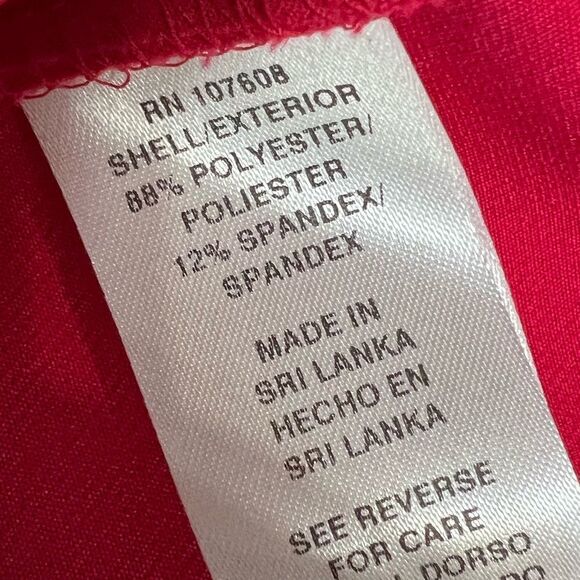 RN 107608
SHELL/EXTERIOR
88% POLYESTER/
POLIESTER
12% SPANDEX/
SPANDEX
MADE IN
SRI LANKA
HECHO EN
SRI LANKA
SEE REVERSE
FOR CARE
DORSO